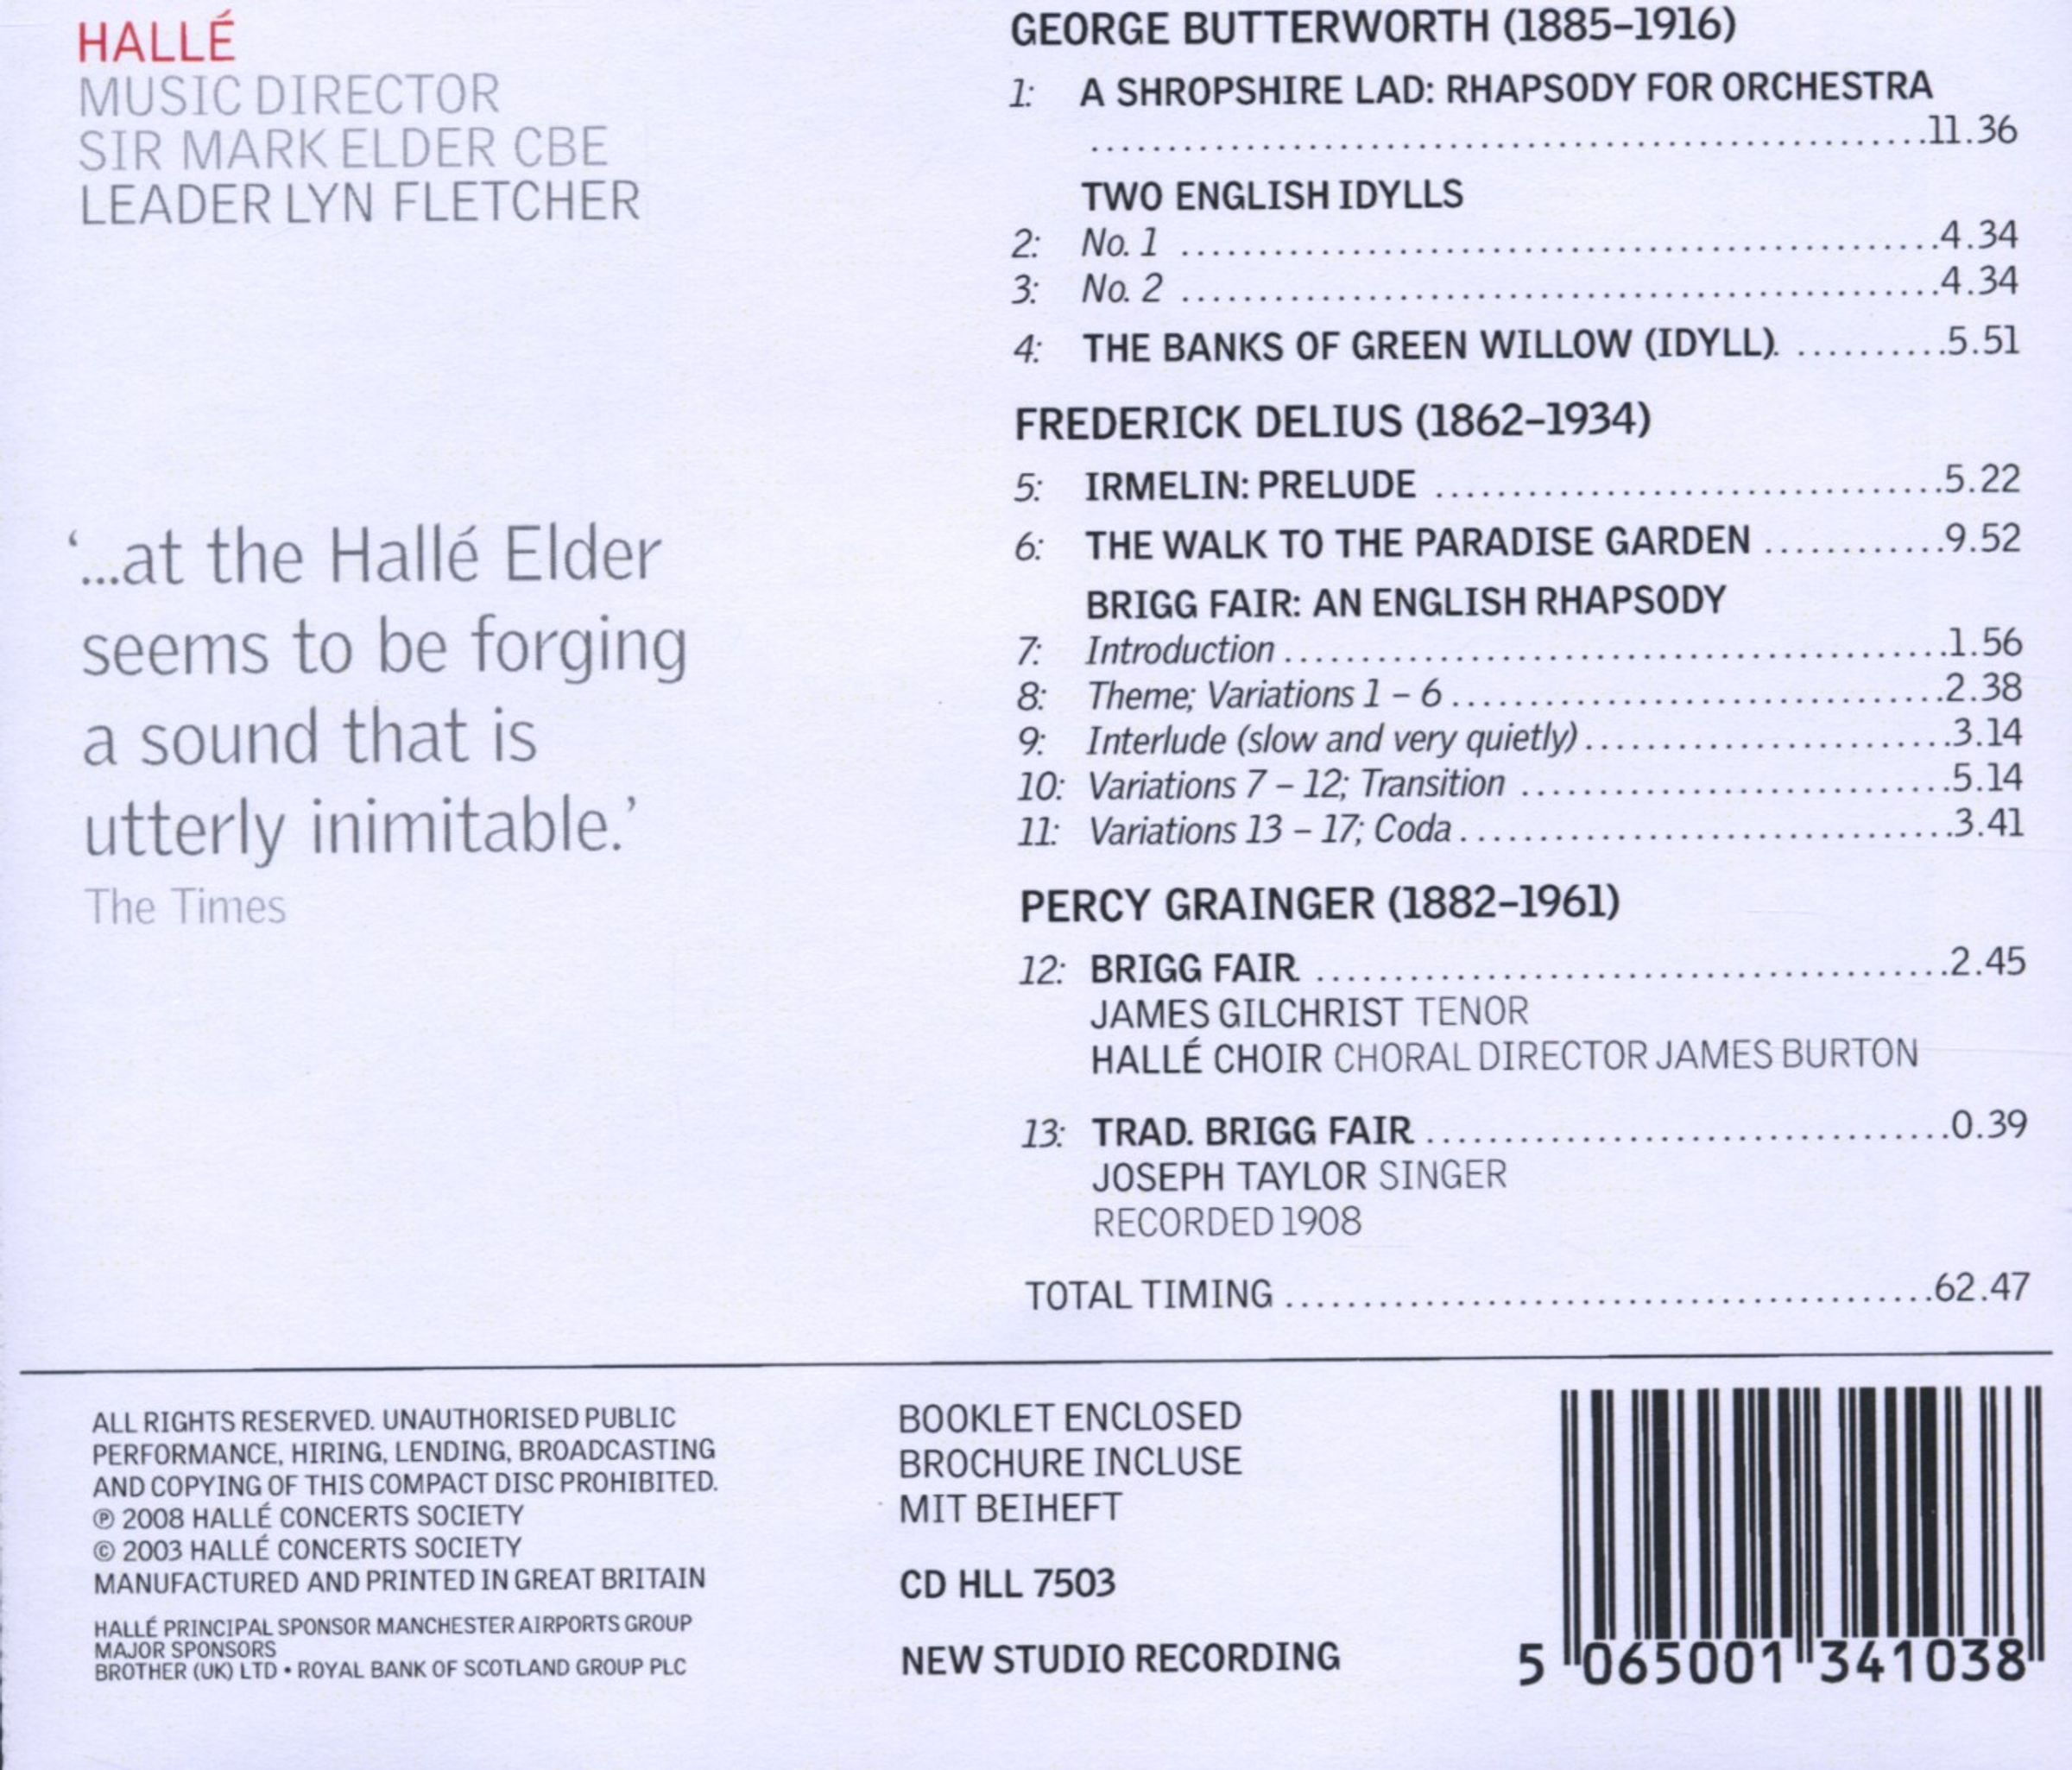 HALLÉ
MUSIC DIRECTOR
SIR MARK ELDER CBE
LEADER LYN FLETCHER
‘...at the Hallé Elder
seems to be forging
a sound that is
utterly inimitable.’
The Times
GEORGE BUTTERWORTH (1885–1916)
1: A SHROPSHIRE LAD: RHAPSODY FOR ORCHESTRA
..........11.36
TWO ENGLISH IDYLLS
2: No. 1 ..........4.34
3: No. 2 ..........4.34
4: THE BANKS OF GREEN WILLOW (IDYLL). ..........5.51
FREDERICK DELIUS (1862–1934)
5: IRMELIN: PRELUDE ..........5.22
6: THE WALK TO THE PARADISE GARDEN ..........9.52
BRIGG FAIR: AN ENGLISH RHAPSODY
7: Introduction ..........1.56
8: Theme; Variations 1 – 6 ..........2.38
9: Interlude (slow and very quietly) ..........3.14
10: Variations 7 – 12; Transition ..........5.14
11: Variations 13 – 17; Coda ..........3.41
PERCY GRAINGER (1882–1961)
12: BRIGG FAIR ..........2.45
JAMES GILCHRIST TENOR
HALLÉ CHOIR CHORAL DIRECTOR JAMES BURTON
13: TRAD. BRIGG FAIR ..........0.39
JOSEPH TAYLOR SINGER
RECORDED 1908
TOTAL TIMING ..........62.47
ALL RIGHTS RESERVED. UNAUTHORISED PUBLIC
PERFORMANCE, HIRING, LENDING, BROADCASTING
AND COPYING OF THIS COMPACT DISC PROHIBITED.
℗ 2008 HALLÉ CONCERTS SOCIETY
© 2003 HALLÉ CONCERTS SOCIETY
MANUFACTURED AND PRINTED IN GREAT BRITAIN
HALLÉ PRINCIPAL SPONSOR MANCHESTER AIRPORTS GROUP
MAJOR SPONSORS
BROTHER (UK) LTD • ROYAL BANK OF SCOTLAND GROUP PLC
BOOKLET ENCLOSED
BROCHURE INCLUSE
MIT BEIHEFT
CD HLL 7503
NEW STUDIO RECORDING
5 065001 341038